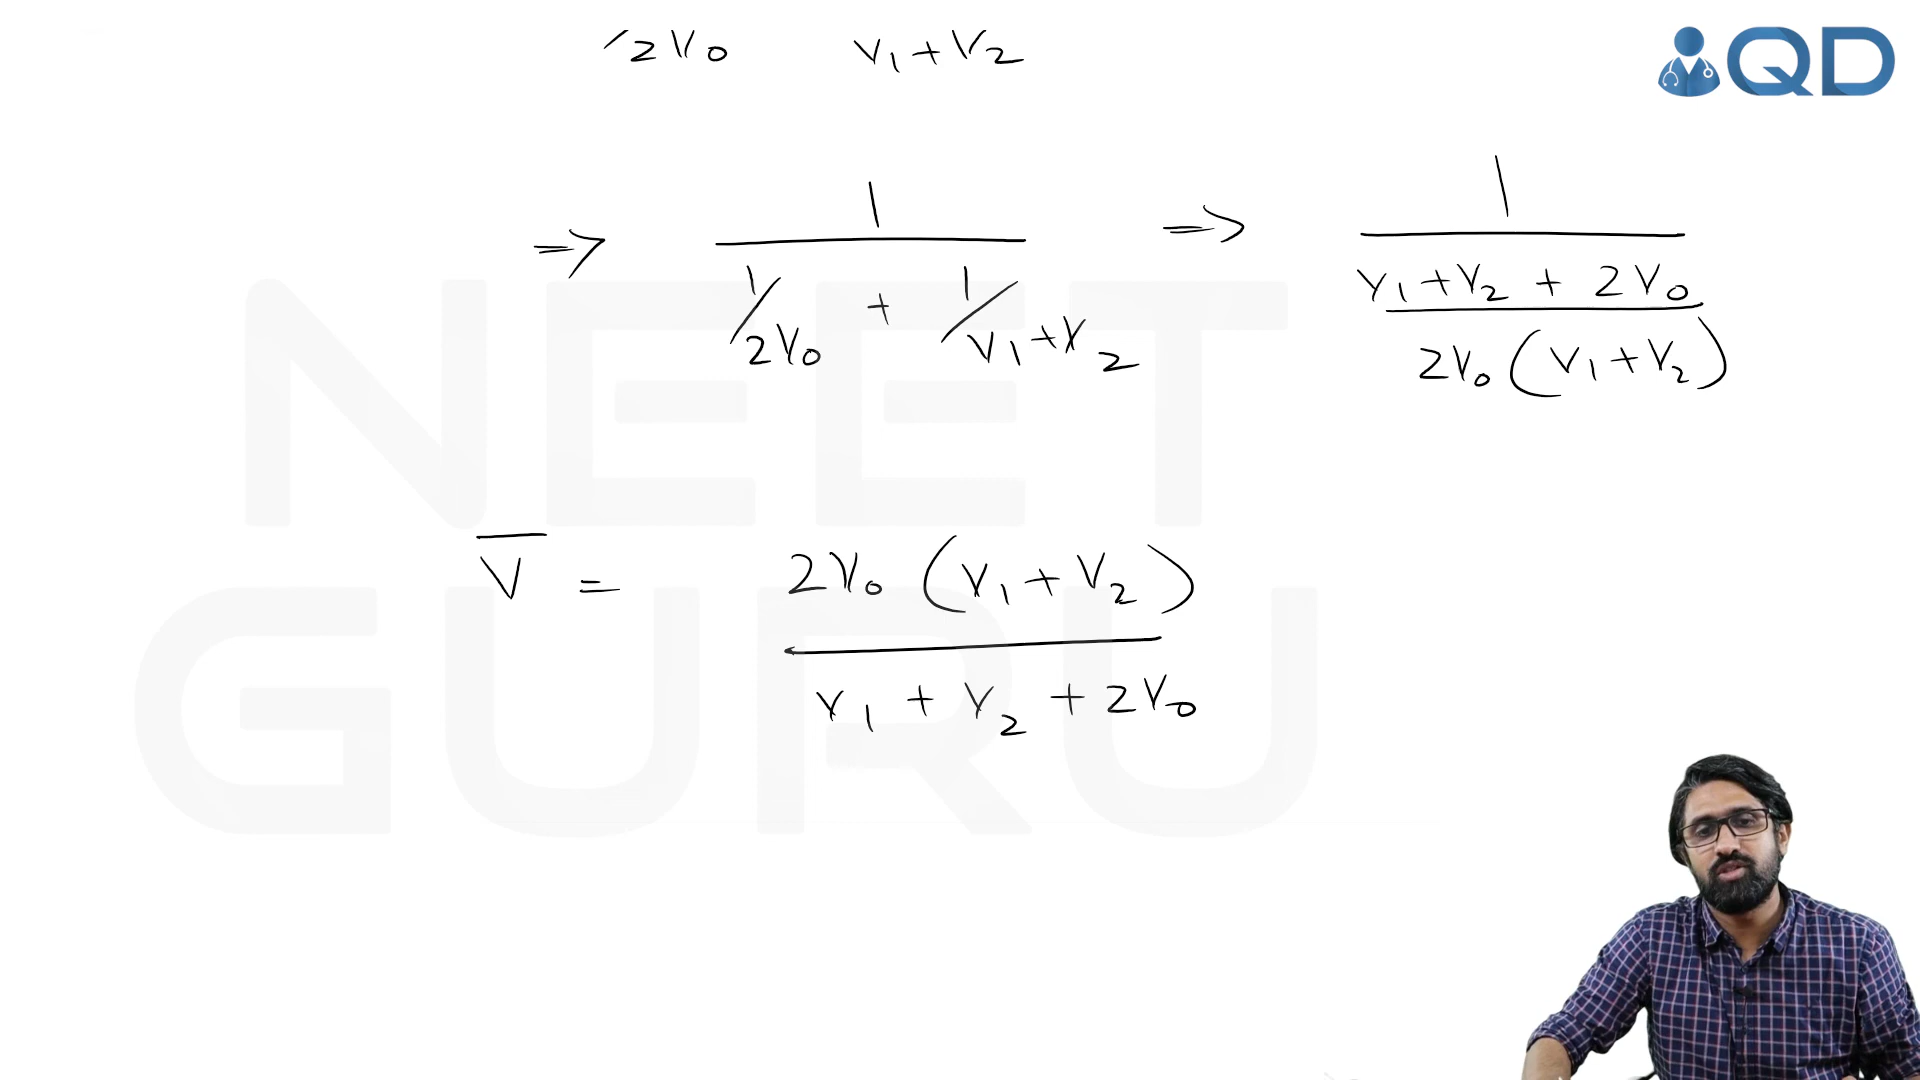 /2V₀ V₁+V₂
QD
⇒ 1 / (1/2V₀ + 1/V₁+V₂) ⇒ 1 / ((V₁+V₂ + 2V₀) / (2V₀(V₁+V₂)))
V̅ = 2V₀(V₁+V₂) / (V₁ + V₂ + 2V₀)
NEET
GURU